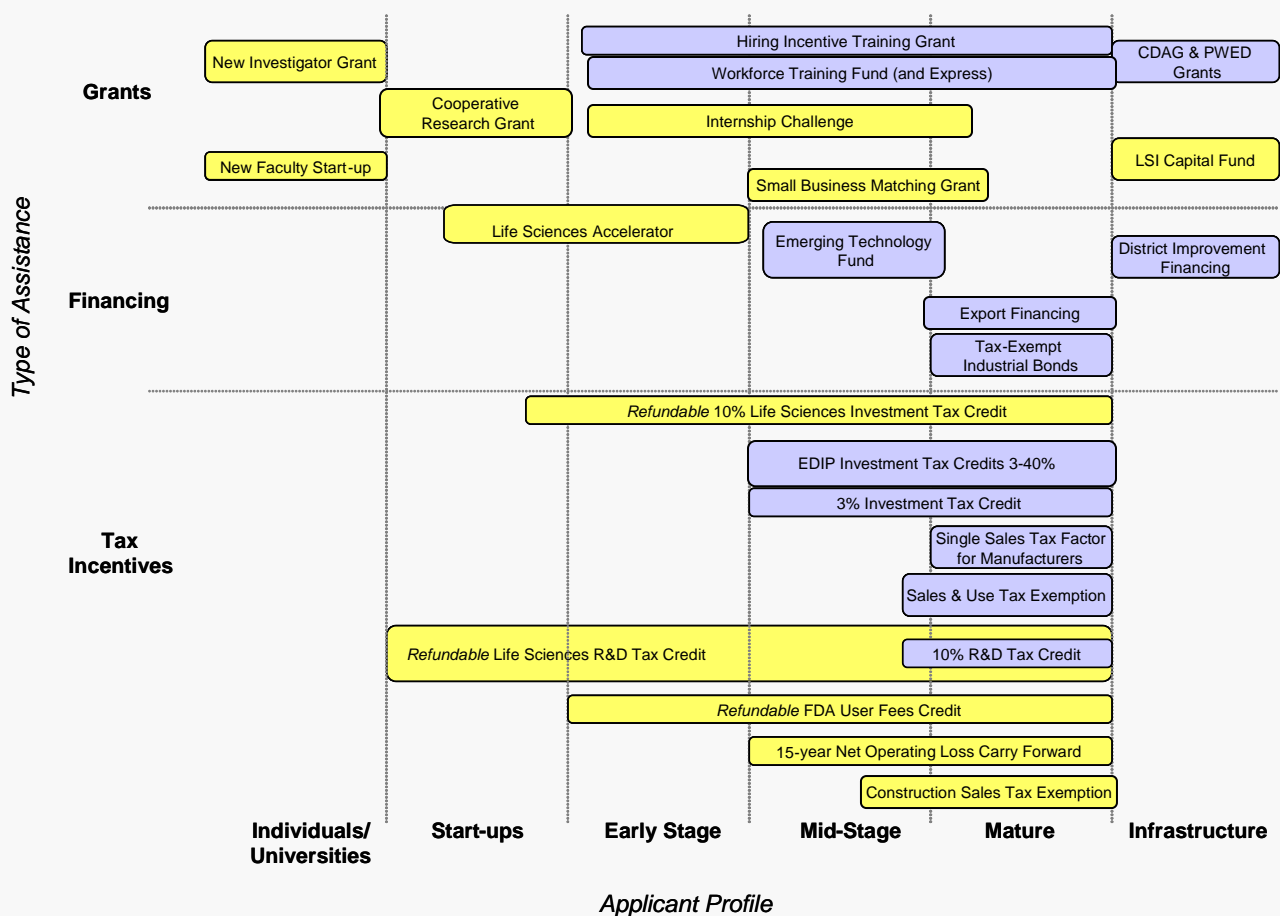 Hiring Incentive Training Grant
New Investigator Grant
CDAG & PWED
Grants
Workforce Training Fund (and Express)
Grants
Cooperative
Research Grant
Internship Challenge
New Faculty Start-up
LSI Capital Fund
Small Business Matching Grant
Type of Assistance
Life Sciences Accelerator
Emerging Technology
Fund
District Improvement
Financing
Financing
Export Financing
Tax-Exempt
Industrial Bonds
Refundable 10% Life Sciences Investment Tax Credit
EDIP Investment Tax Credits 3-40%
3% Investment Tax Credit
Tax
Incentives
Single Sales Tax Factor
for Manufacturers
Sales & Use Tax Exemption
Refundable Life Sciences R&D Tax Credit
10% R&D Tax Credit
Refundable FDA User Fees Credit
15-year Net Operating Loss Carry Forward
Construction Sales Tax Exemption
Individuals/
Universities
Start-ups
Early Stage
Mid-Stage
Mature
Infrastructure
Applicant Profile